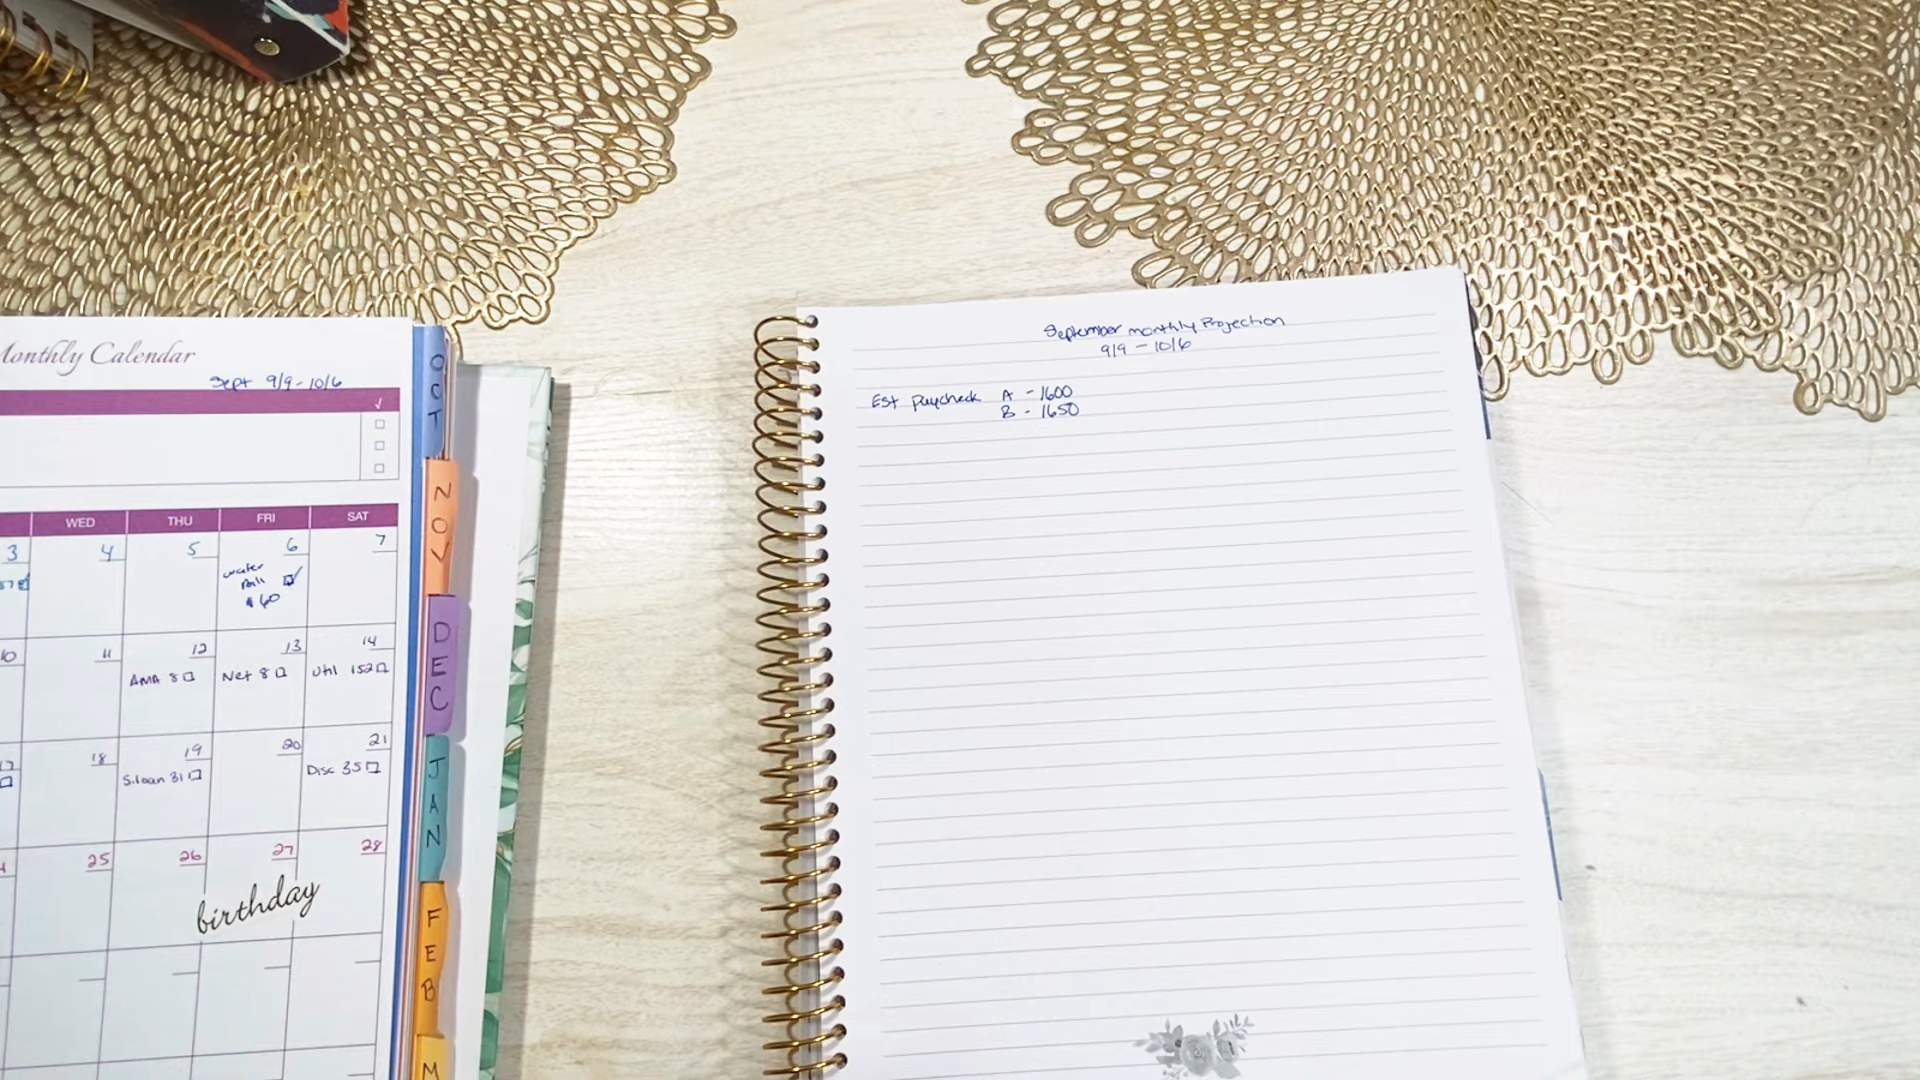 Monthly Calendar
Sept 9/9-10/6
WED THU FRI SAT
3 4 5 6 7
water
Bill
$60
10 11 12 13 14
AMA 8 Net 8 Util 152
17 18 19 20 21
S.loan 31 Disc 35
25 26 27 28
birthday
OCT
NOV
DEC
JAN
FEB
M
September monthly Projection
9/9 - 10/6
Est paycheck A - 1600
B - 1650